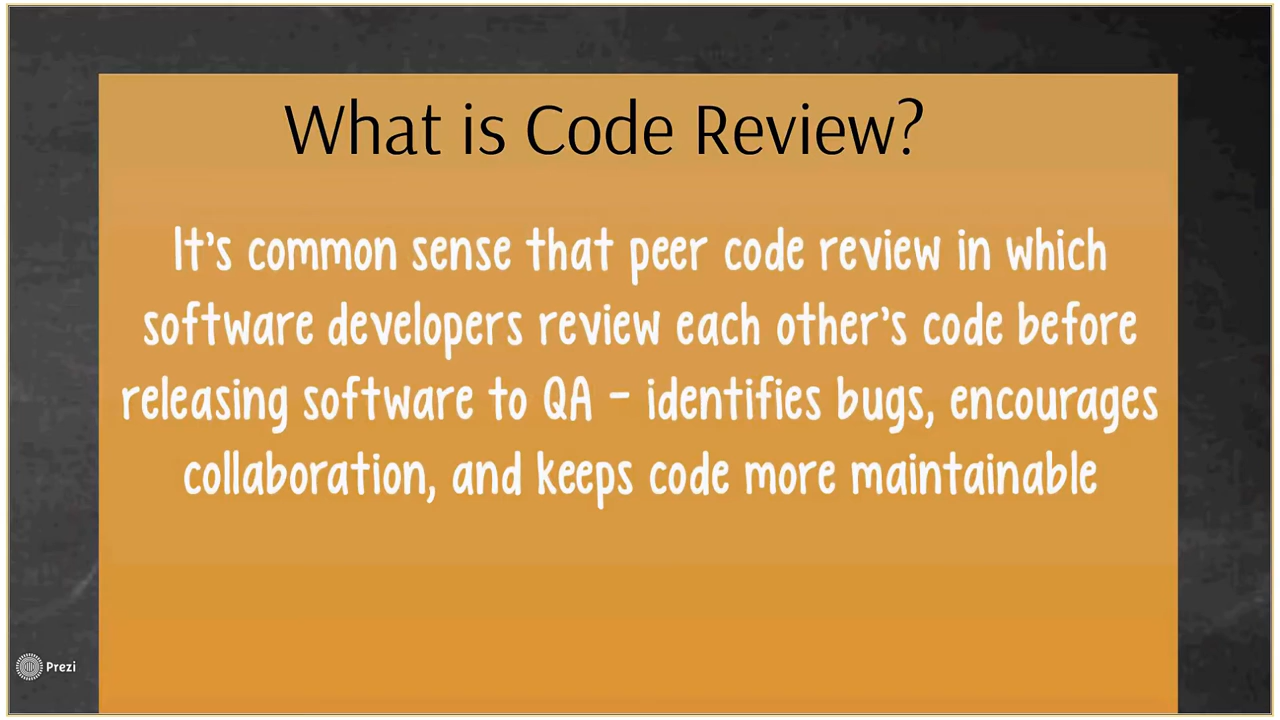 What is Code Review?
It's common sense that peer code review in which
software developers review each other's code before
releasing software to QA – identifies bugs, encourages
collaboration, and keeps code more maintainable
Prezi